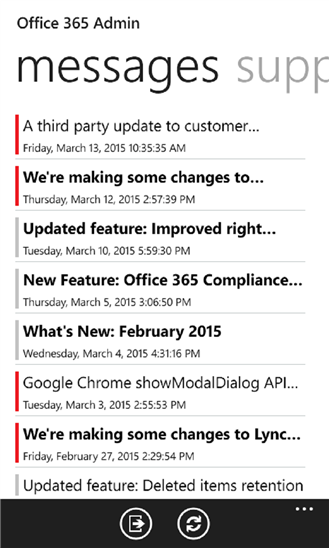 Office 365 Admin
messages supp
A third party update to customer...
Friday, March 13, 2015 10:35:35 AM
We're making some changes to...
Thursday, March 12, 2015 2:57:39 PM
Updated feature: Improved right...
Tuesday, March 10, 2015 5:59:30 PM
New Feature: Office 365 Compliance...
Thursday, March 5, 2015 3:06:50 PM
What's New: February 2015
Wednesday, March 4, 2015 4:31:16 PM
Google Chrome showModalDialog API...
Tuesday, March 3, 2015 2:55:53 PM
We're making some changes to Lync...
Friday, February 27, 2015 2:29:54 PM
Updated feature: Deleted items retention